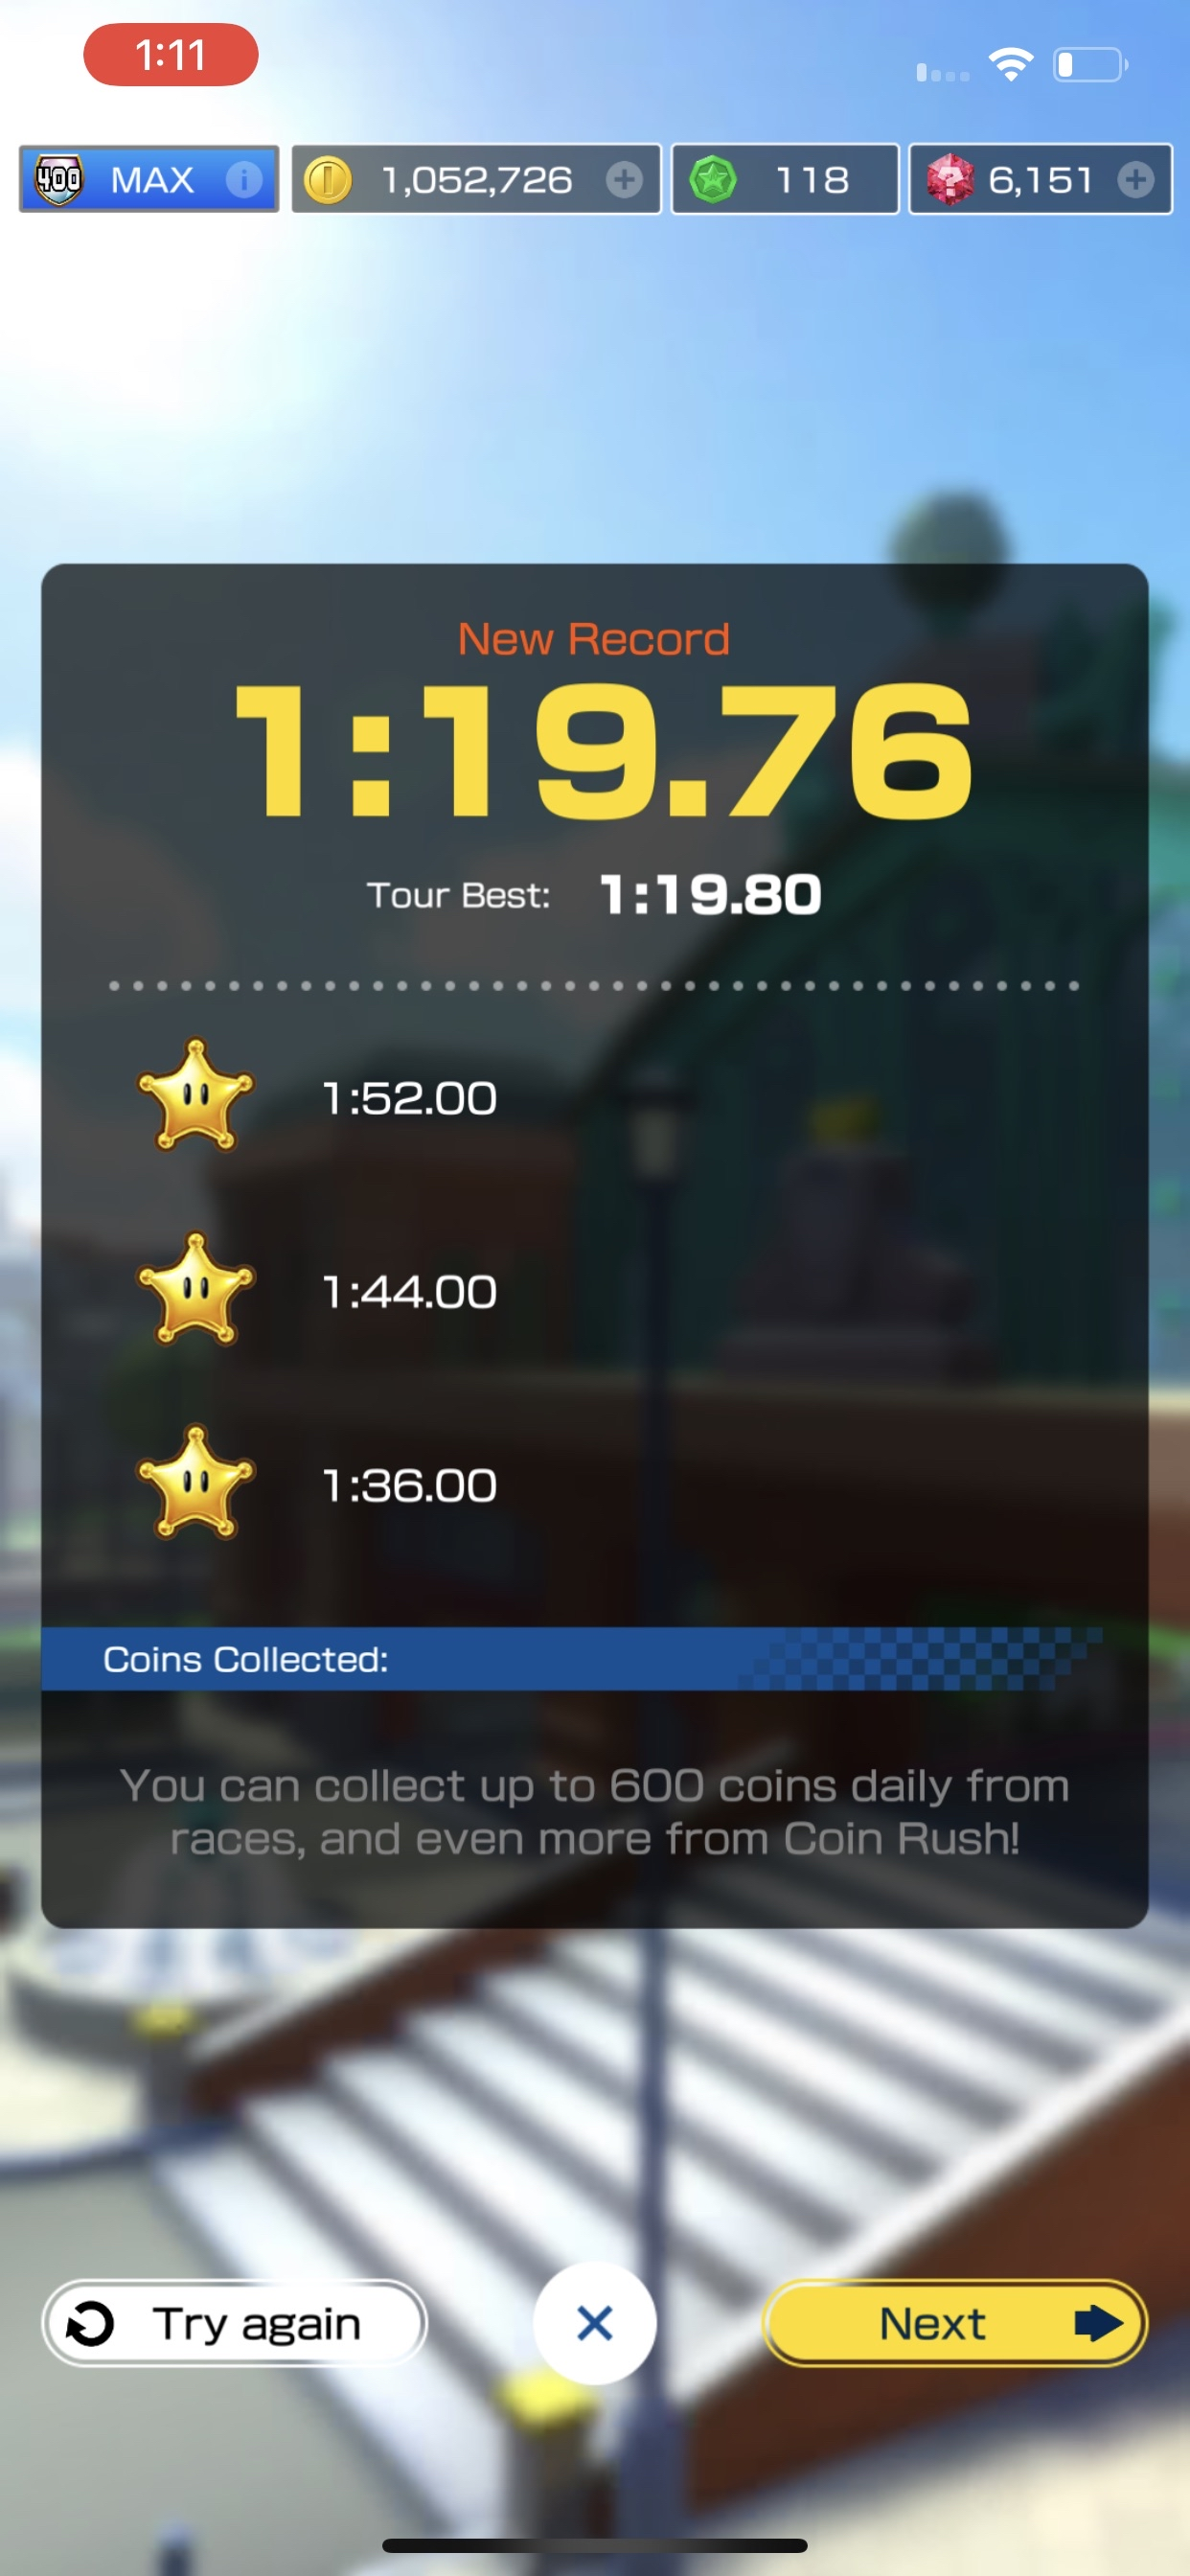 1:11
400 MAX i 1,052,726 + 118 ? 6,151 +
New Record
1:19.76
Tour Best: 1:19.80
1:52.00
1:44.00
1:36.00
Coins Collected:
You can collect up to 600 coins daily from
races, and even more from Coin Rush!
Try again × Next